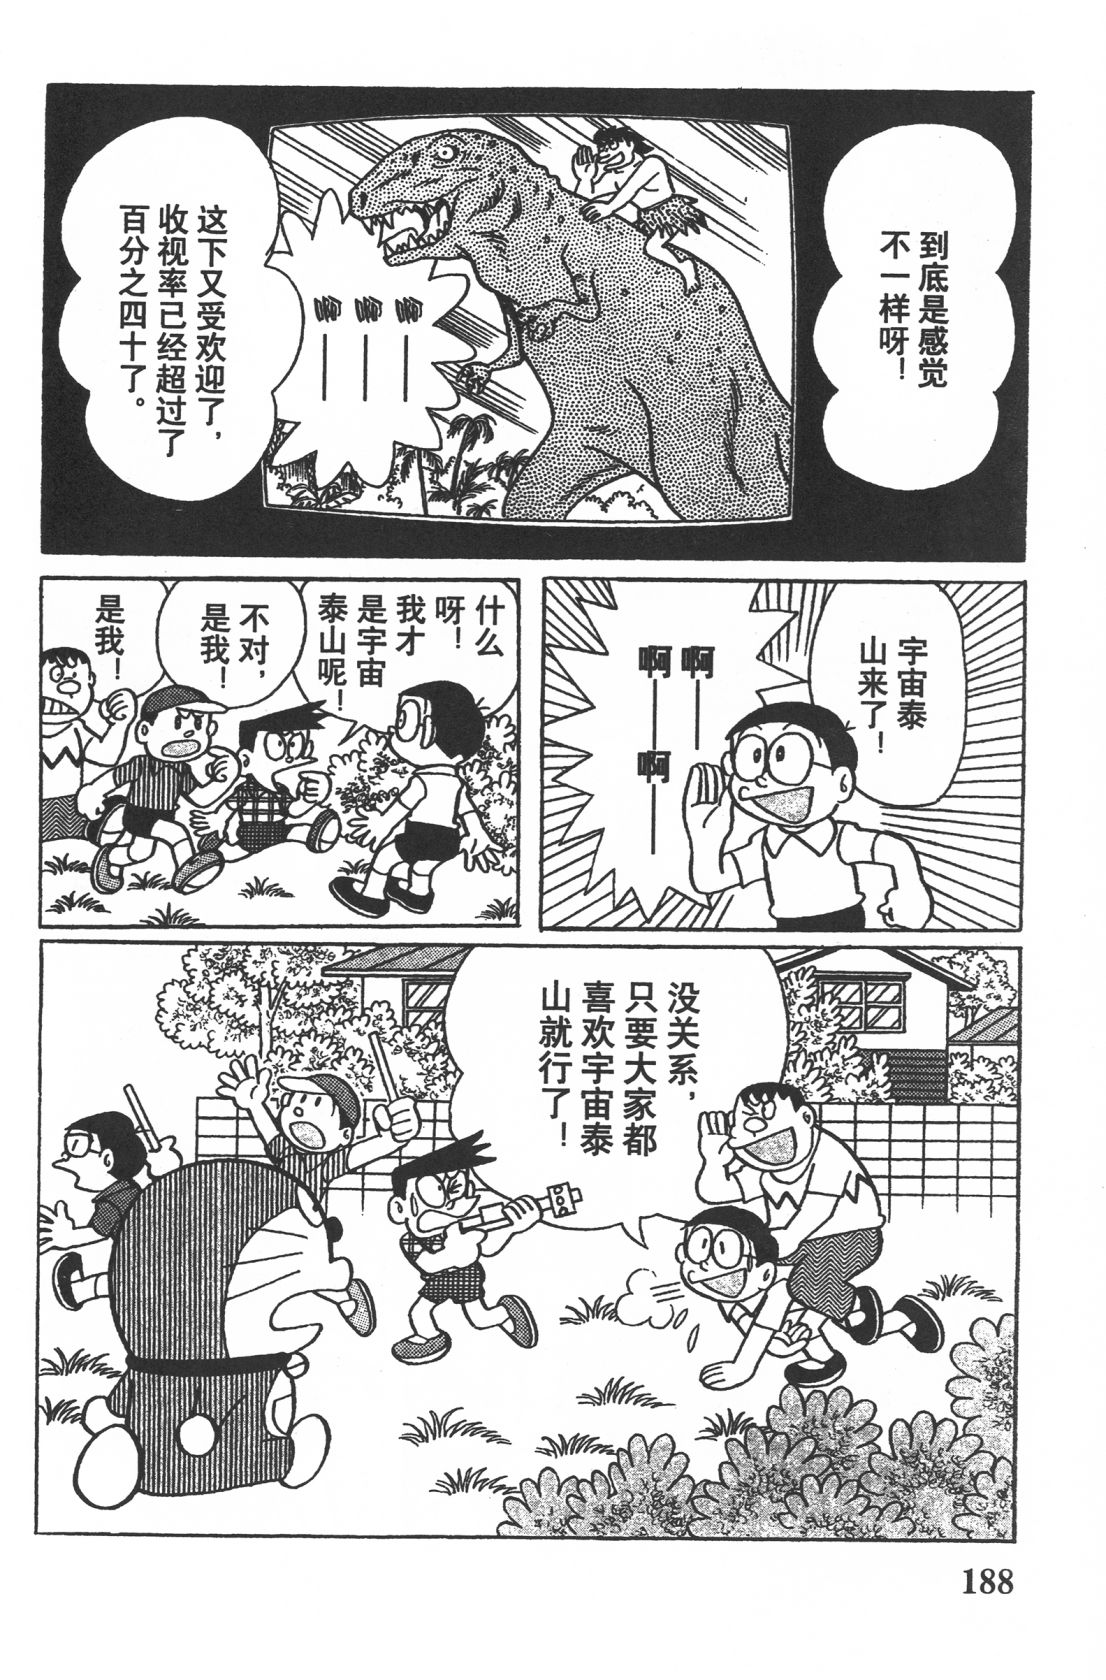 到底是感觉
不一样呀！
这下又受欢迎了，
收视率已经超过了
百分之四十了。
宇宙泰
山来了！
啊——
啊——啊——
什么
呀！
我才
是宇宙
泰山呢！
不对，
是我！
是我！
没关系，
只要大家都
喜欢宇宙泰
山就行了！
188